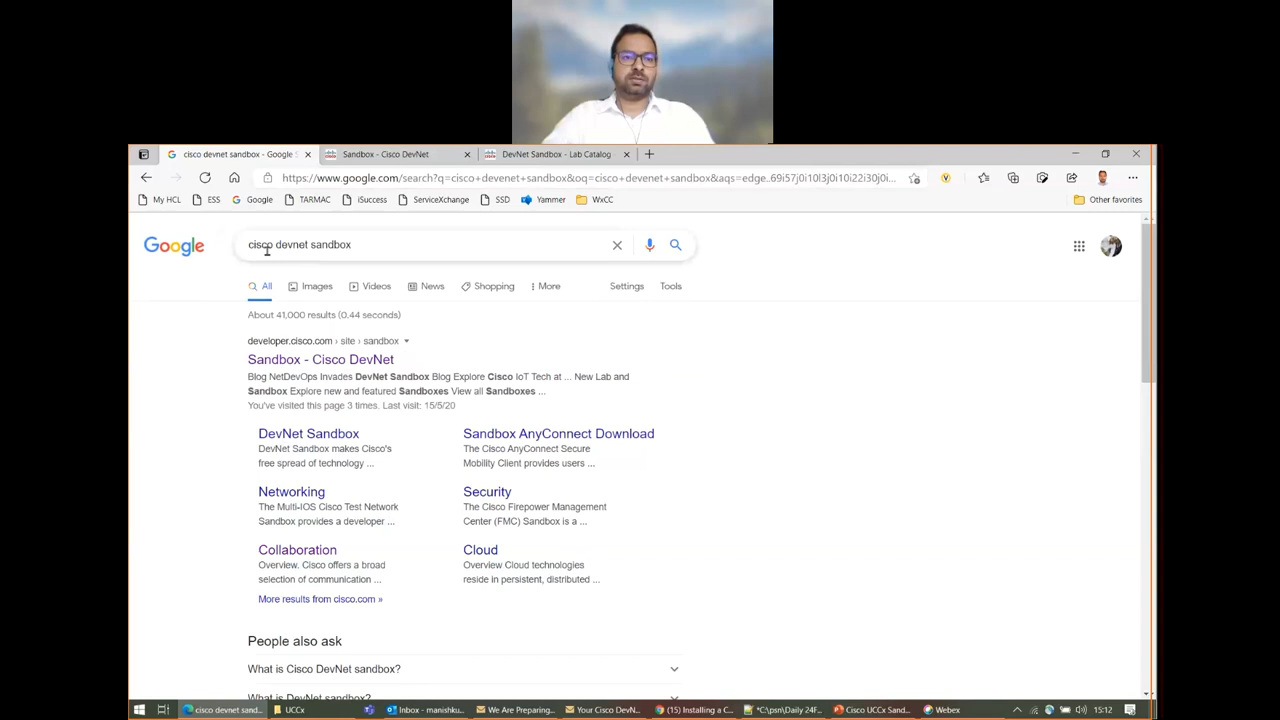 cisco devnet sandbox - Google S
Sandbox - Cisco DevNet
DevNet Sandbox - Lab Catalog
https://www.google.com/search?q=cisco+devenet+sandbox&oq=cisco+devenet+sandbox&aqs=edge..69i57j0i10l3j0i10i22i30j0i...
My HCL
ESS
Google
TARMAC
iSuccess
ServiceXchange
SSD
Yammer
WxCC
Other favorites
Google
cisco devnet sandbox
All
Images
Videos
News
Shopping
More
Settings
Tools
About 41,000 results (0.44 seconds)
developer.cisco.com › site › sandbox
Sandbox - Cisco DevNet
Blog NetDevOps Invades DevNet Sandbox Blog Explore Cisco IoT Tech at ... New Lab and
Sandbox Explore new and featured Sandboxes View all Sandboxes ...
You've visited this page 3 times. Last visit: 15/5/20
DevNet Sandbox
DevNet Sandbox makes Cisco's
free spread of technology ...
Sandbox AnyConnect Download
The Cisco AnyConnect Secure
Mobility Client provides users ...
Networking
The Multi-IOS Cisco Test Network
Sandbox provides a developer ...
Security
The Cisco Firepower Management
Center (FMC) Sandbox is a ...
Collaboration
Overview. Cisco offers a broad
selection of communication ...
Cloud
Overview Cloud technologies
reside in persistent, distributed ...
More results from cisco.com »
People also ask
What is Cisco DevNet sandbox?
What is DevNet sandbox?
cisco devnet sand...
UCCx
Inbox - manishku...
We Are Preparing...
Your Cisco DevN...
(15) Installing a C...
*C:\psn\Daily 24F...
Cisco UCCx Sand...
Webex
15:12